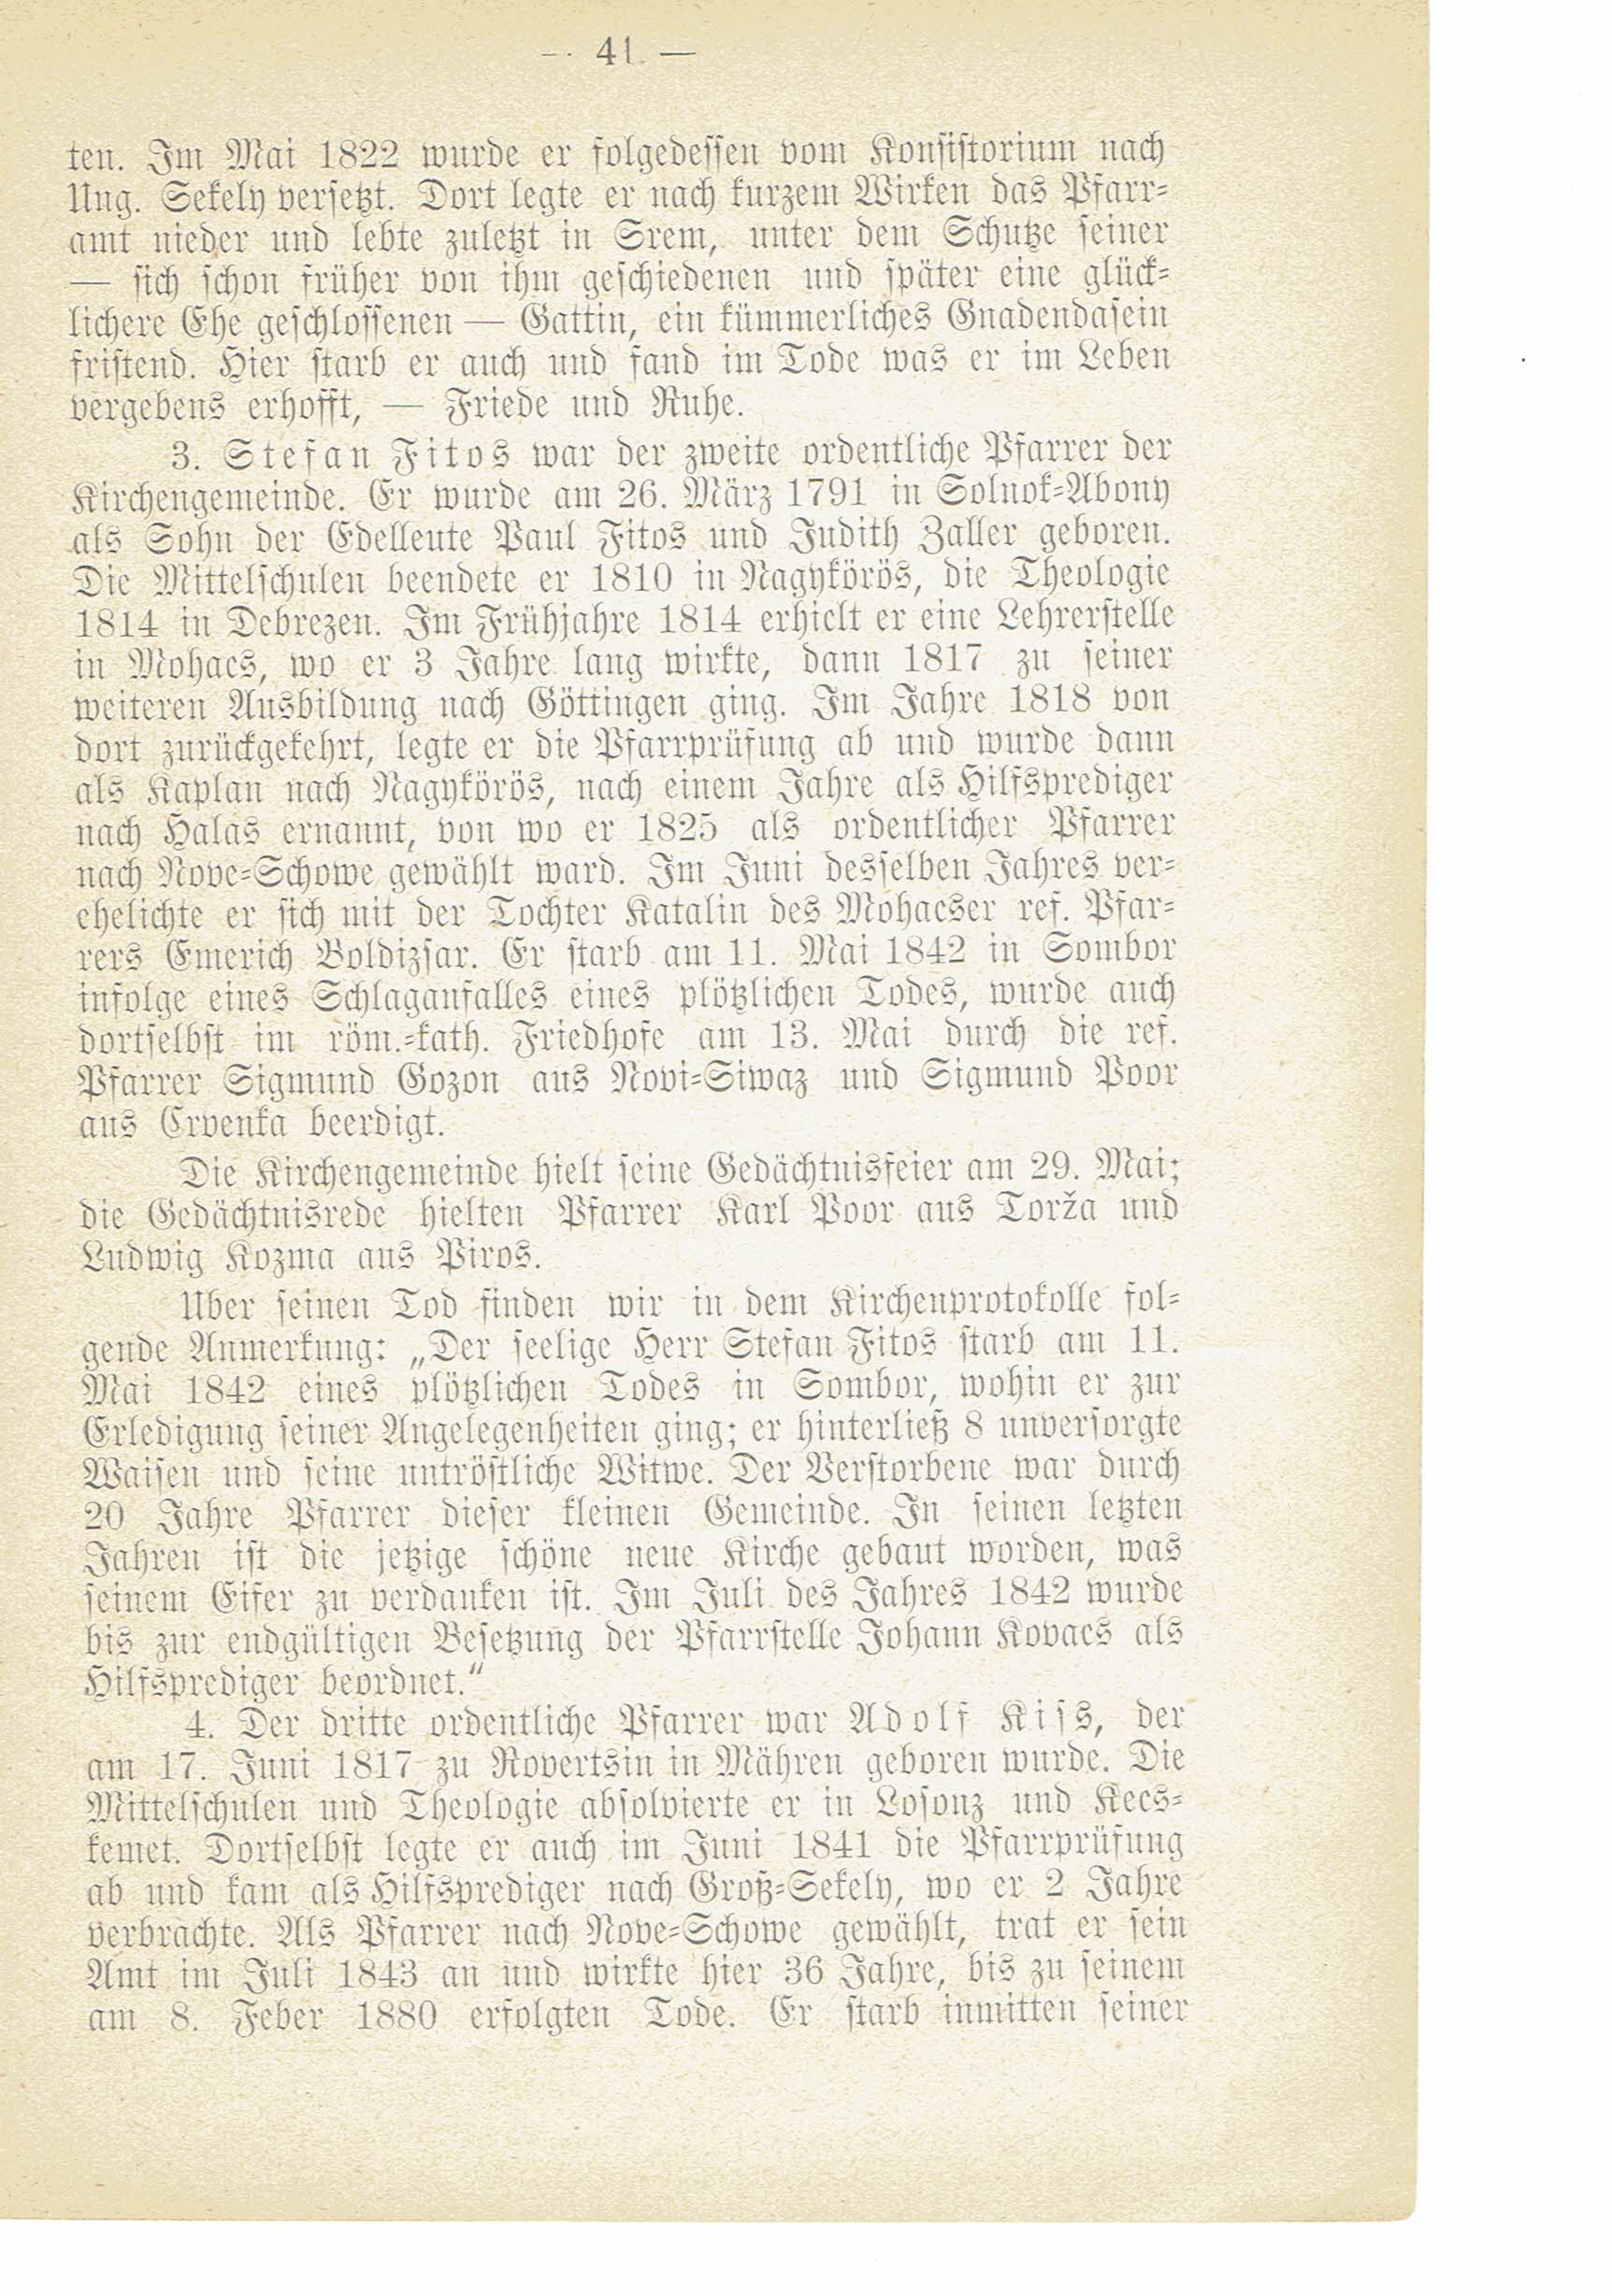 — 41 —
ten. Im Mai 1822 wurde er folgedessen vom Konsistorium nach
Ung. Sekely versetzt. Dort legte er nach kurzem Wirken das Pfarr-
amt nieder und lebte zuletzt in Srem, unter dem Schutze seiner
— sich schon früher von ihm geschiedenen und später eine glück-
lichere Ehe geschlossenen — Gattin, ein kümmerliches Gnadendasein
fristend. Hier starb er auch und fand im Tode was er im Leben
vergebens erhofft, — Friede und Ruhe.
3. Stefan Fitos war der zweite ordentliche Pfarrer der
Kirchengemeinde. Er wurde am 26. März 1791 in Solnok-Abony
als Sohn der Edelleute Paul Fitos und Judith Zaller geboren.
Die Mittelschulen beendete er 1810 in Nagykörös, die Theologie
1814 in Debrezen. Im Frühjahre 1814 erhielt er eine Lehrerstelle
in Mohacs, wo er 3 Jahre lang wirkte, dann 1817 zu seiner
weiteren Ausbildung nach Göttingen ging. Im Jahre 1818 von
dort zurückgekehrt, legte er die Pfarrprüfung ab und wurde dann
als Kaplan nach Nagykörös, nach einem Jahre als Hilfsprediger
nach Halas ernannt, von wo er 1825 als ordentlicher Pfarrer
nach Nove-Schowe gewählt ward. Im Juni desselben Jahres ver-
ehelichte er sich mit der Tochter Katalin des Mohacser ref. Pfar-
rers Emerich Boldizsar. Er starb am 11. Mai 1842 in Sombor
infolge eines Schlaganfalles eines plötzlichen Todes, wurde auch
dortselbst im röm.-kath. Friedhofe am 13. Mai durch die ref.
Pfarrer Sigmund Gozon aus Novi-Siwaz und Sigmund Poor
aus Crvenka beerdigt.
Die Kirchengemeinde hielt seine Gedächtnisfeier am 29. Mai;
die Gedächtnisrede hielten Pfarrer Karl Poor aus Torža und
Ludwig Kozma aus Piros.
Uber seinen Tod finden wir in dem Kirchenprotokolle fol-
gende Anmerkung: „Der seelige Herr Stefan Fitos starb am 11.
Mai 1842 eines plötzlichen Todes in Sombor, wohin er zur
Erledigung seiner Angelegenheiten ging; er hinterließ 8 unversorgte
Waisen und seine untröstliche Witwe. Der Verstorbene war durch
20 Jahre Pfarrer dieser kleinen Gemeinde. In seinen letzten
Jahren ist die jetzige schöne neue Kirche gebaut worden, was
seinem Eifer zu verdanken ist. Im Juli des Jahres 1842 wurde
bis zur endgültigen Besetzung der Pfarrstelle Johann Kovacs als
Hilfsprediger beordnet.“
4. Der dritte ordentliche Pfarrer war Adolf Kiss, der
am 17. Juni 1817 zu Rovertsin in Mähren geboren wurde. Die
Mittelschulen und Theologie absolvierte er in Losonz und Kecs-
kemet. Dortselbst legte er auch im Juni 1841 die Pfarrprüfung
ab und kam als Hilfsprediger nach Groß-Sekely, wo er 2 Jahre
verbrachte. Als Pfarrer nach Nove-Schowe gewählt, trat er sein
Amt im Juli 1843 an und wirkte hier 36 Jahre, bis zu seinem
am 8. Feber 1880 erfolgten Tode. Er starb inmitten seiner